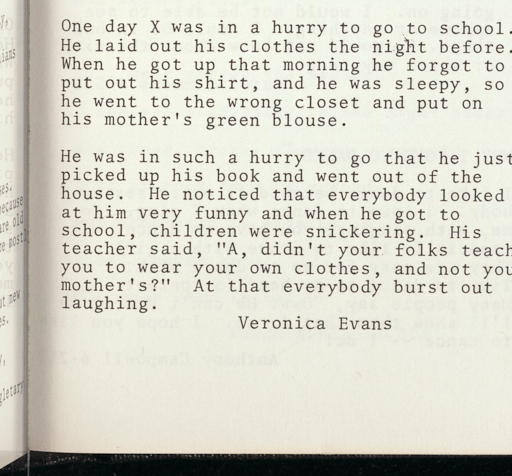 One day X was in a hurry to go to school.
He laid out his clothes the night before.
When he got up that morning he forgot to
put out his shirt, and he was sleepy, so
he went to the wrong closet and put on
his mother's green blouse.
He was in such a hurry to go that he just
picked up his book and went out of the
house. He noticed that everybody looked
at him very funny and when he got to
school, children were snickering. His
teacher said, "A, didn't your folks teach
you to wear your own clothes, and not you
mother's?" At that everybody burst out
laughing.
Veronica Evans